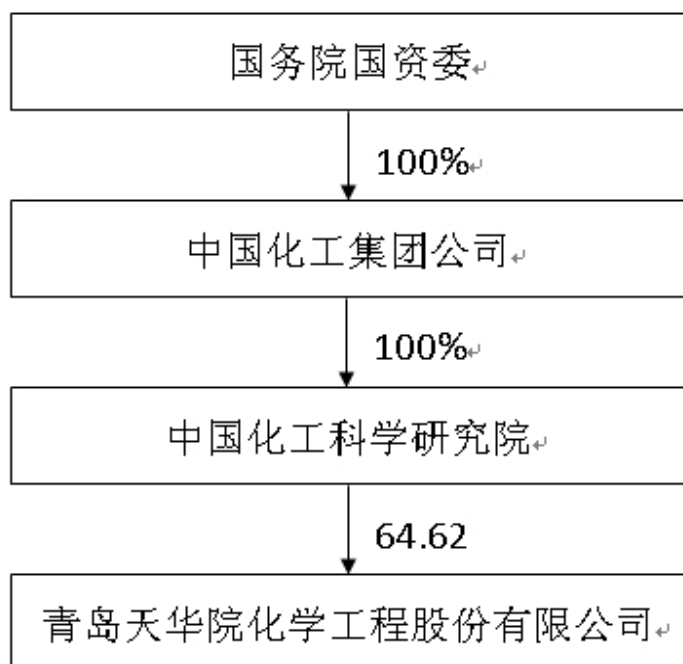 国务院国资委
100%
中国化工集团公司
100%
中国化工科学研究院
64.62
青岛天华院化学工程股份有限公司